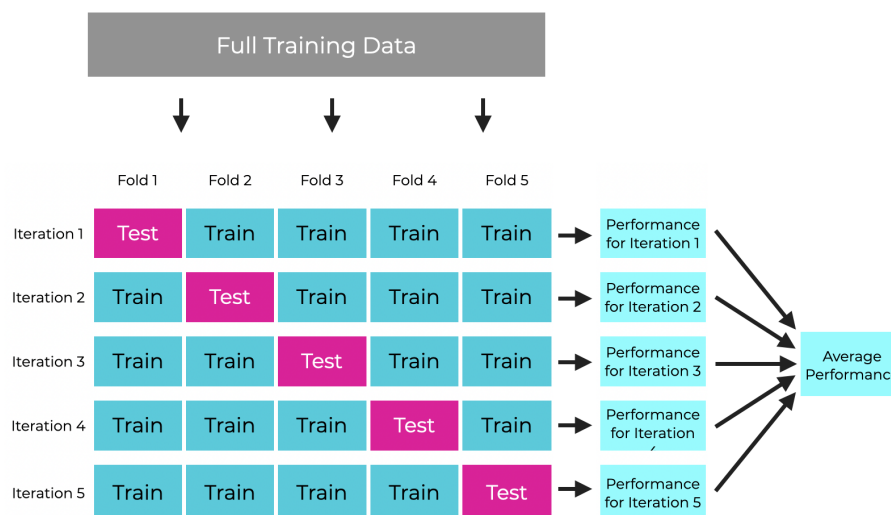 Full Training Data
Fold 1 Fold 2 Fold 3 Fold 4 Fold 5
Iteration 1 Test Train Train Train Train Performance
for Iteration 1
Iteration 2 Train Test Train Train Train Performance
for Iteration 2
Iteration 3 Train Train Test Train Train Performance
for Iteration 3
Average
Performanc
Iteration 4 Train Train Train Test Train Performance
for Iteration
Iteration 5 Train Train Train Train Test Performance
for Iteration 5